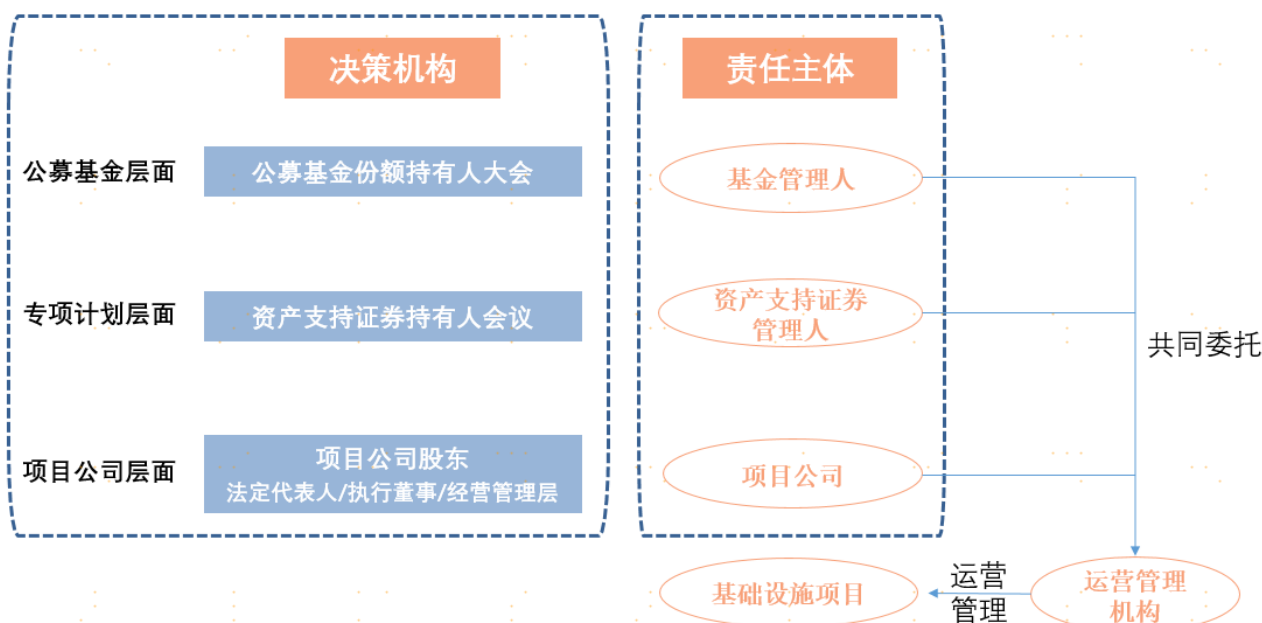 决策机构
责任主体
公募基金层面
公募基金份额持有人大会
基金管理人
专项计划层面
资产支持证券持有人会议
资产支持证券
管理人
共同委托
项目公司层面
项目公司股东
法定代表人/执行董事/经营管理层
项目公司
基础设施项目
运营
管理
运营管理
机构